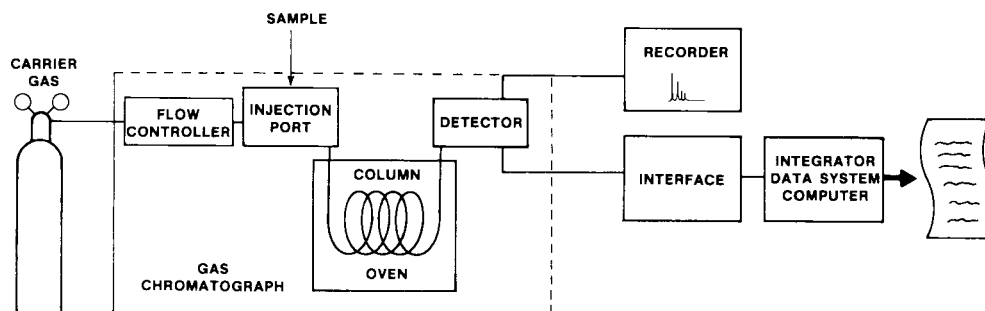 SAMPLE
CARRIER
GAS
FLOW
CONTROLLER
INJECTION
PORT
DETECTOR
RECORDER
COLUMN
OVEN
GAS
CHROMATOGRAPH
INTERFACE
INTEGRATOR
DATA SYSTEM
COMPUTER